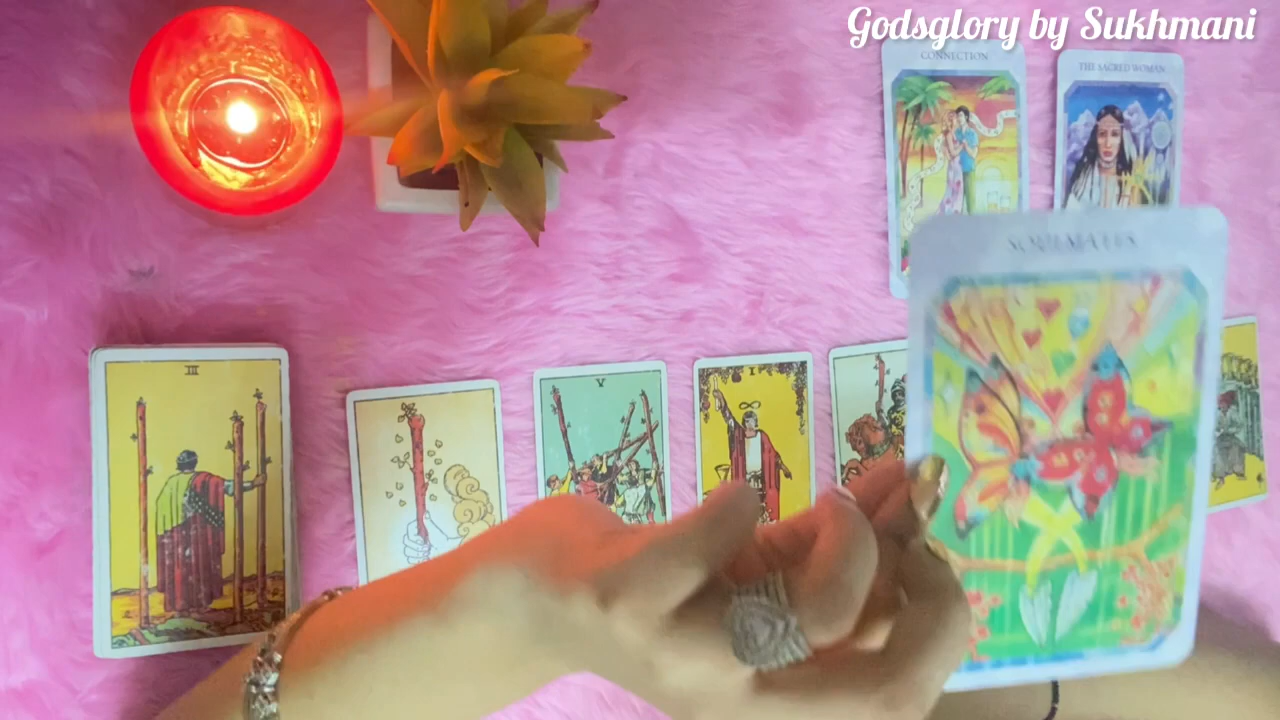 Godsglory by Sukhmani
CONNECTION
THE SACRED WOMAN
SOULMATES
III
V
I